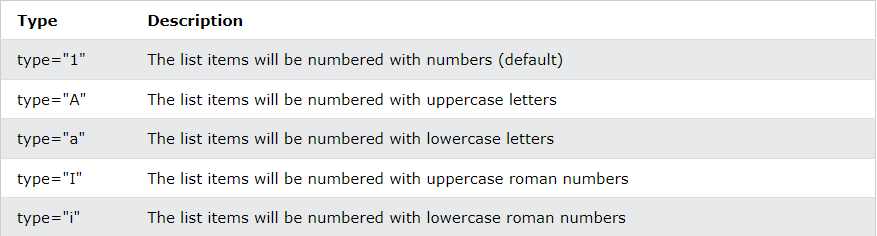 Type Description
type="1" The list items will be numbered with numbers (default)
type="A" The list items will be numbered with uppercase letters
type="a" The list items will be numbered with lowercase letters
type="I" The list items will be numbered with uppercase roman numbers
type="i" The list items will be numbered with lowercase roman numbers